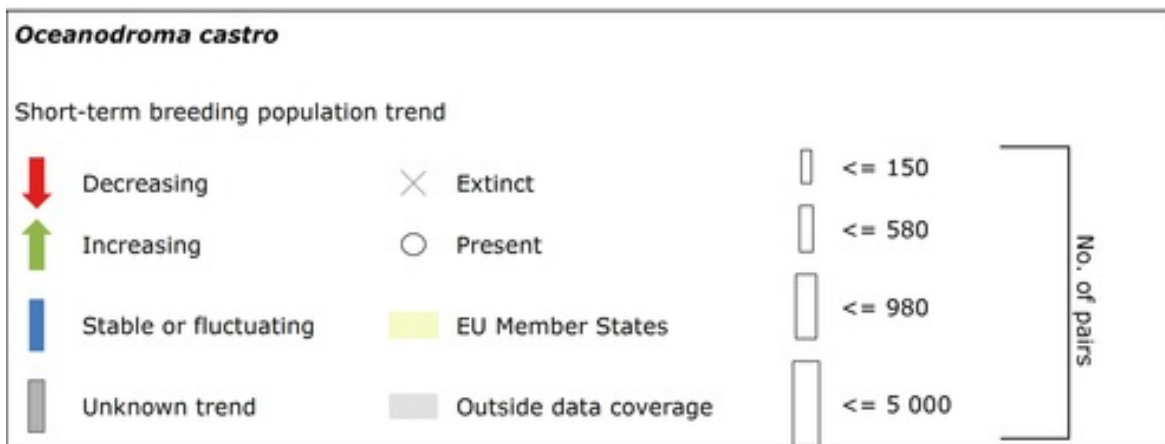 Oceanodroma castro
Short-term breeding population trend
Decreasing
Increasing
Stable or fluctuating
Unknown trend
Extinct
Present
EU Member States
Outside data coverage
<= 150
<= 580
<= 980
<= 5 000
No. of pairs